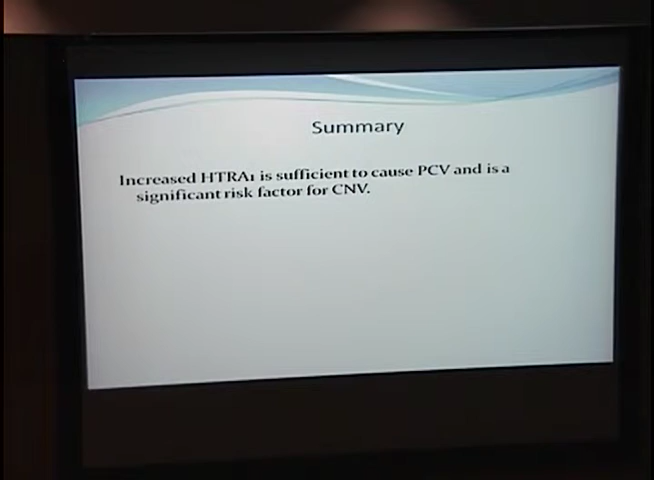 Summary
Increased HTRA1 is sufficient to cause PCV and is a
significant risk factor for CNV.